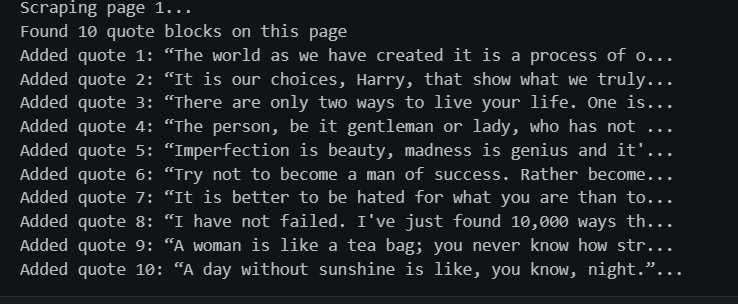 Scraping page 1...
Found 10 quote blocks on this page
Added quote 1: “The world as we have created it is a process of o...
Added quote 2: “It is our choices, Harry, that show what we truly...
Added quote 3: “There are only two ways to live your life. One is...
Added quote 4: “The person, be it gentleman or lady, who has not ...
Added quote 5: “Imperfection is beauty, madness is genius and it'...
Added quote 6: “Try not to become a man of success. Rather become...
Added quote 7: “It is better to be hated for what you are than to...
Added quote 8: “I have not failed. I've just found 10,000 ways th...
Added quote 9: “A woman is like a tea bag; you never know how str...
Added quote 10: “A day without sunshine is like, you know, night.”...